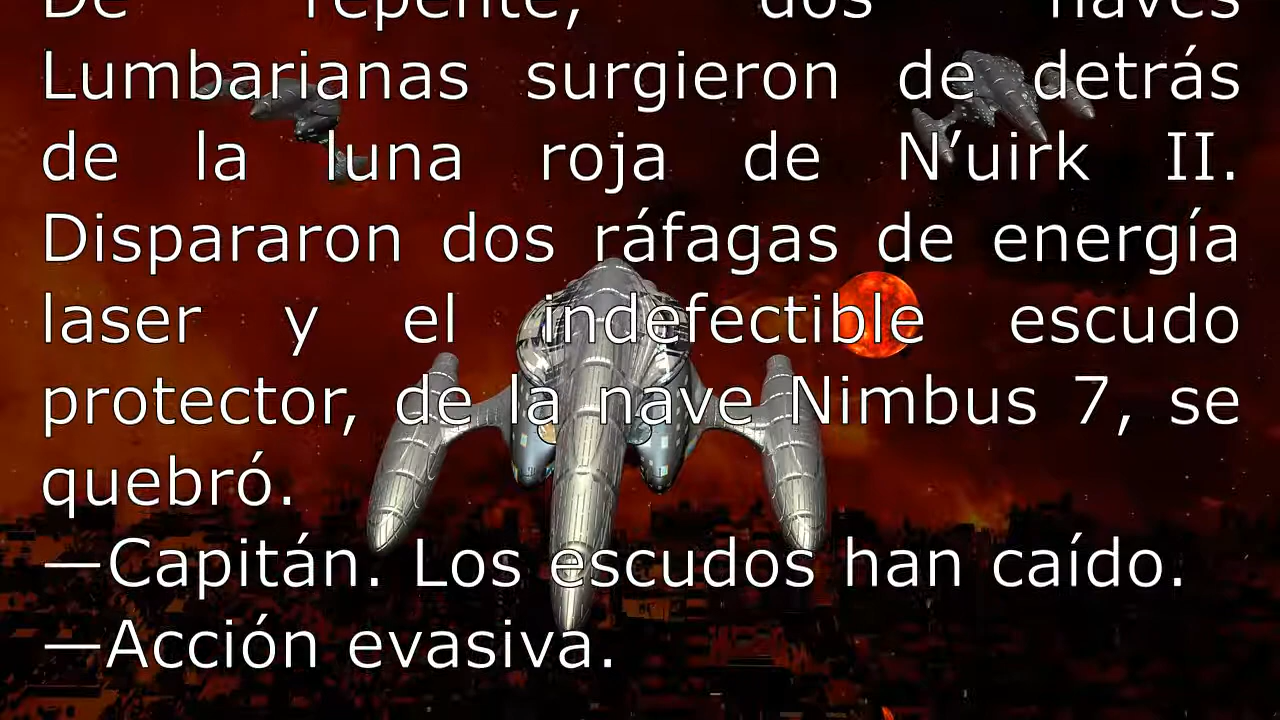 De repente, dos naves
Lumbarianas surgieron de detrás
de la luna roja de N’uirk II.
Dispararon dos ráfagas de energía
laser y el indefectible escudo
protector, de la nave Nimbus 7, se
quebró.
—Capitán. Los escudos han caído.
—Acción evasiva.